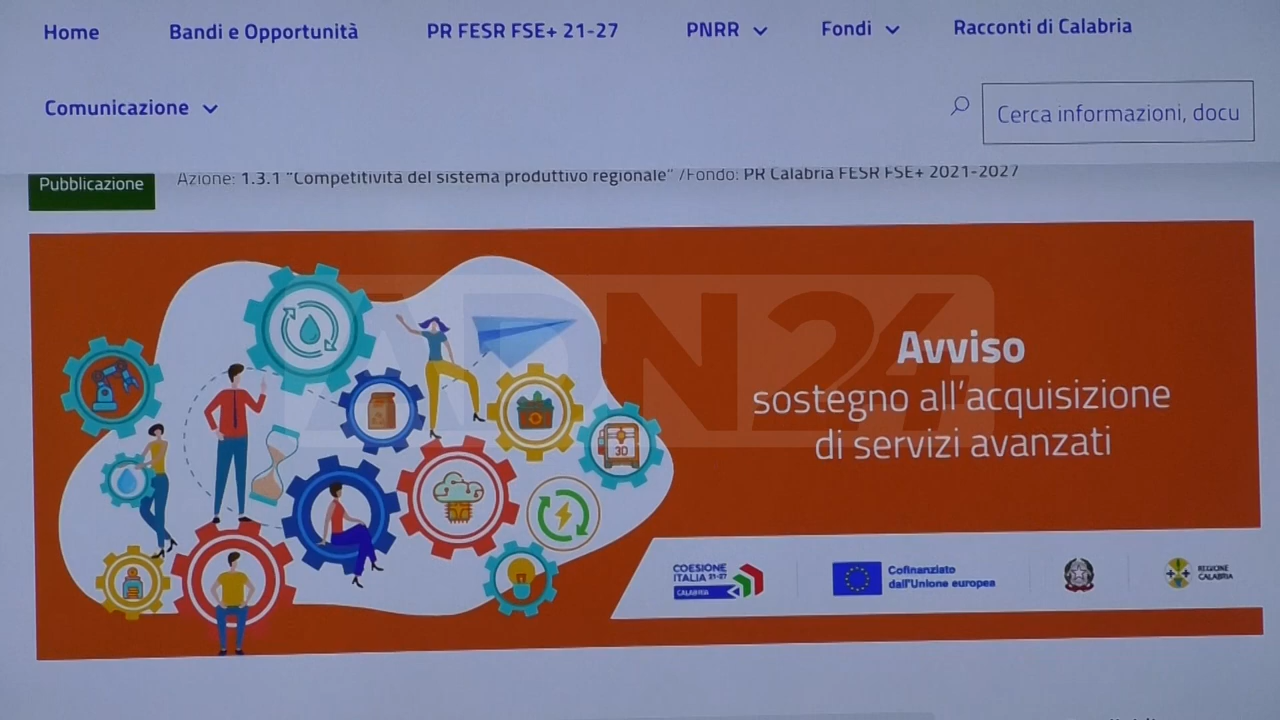 Home Bandi e Opportunità PR FESR FSE+ 21-27 PNRR Fondi Racconti di Calabria
Comunicazione Cerca informazioni, docu
Pubblicazione Azione: 1.3.1 "Competitività del sistema produttivo regionale" /Fondo: PR Calabria FESR FSE+ 2021-2027
ADN24
Avviso
sostegno all'acquisizione
di servizi avanzati
3D
COESIONE
ITALIA 21-27
CALABRIA
Cofinanziato
dall'Unione europea
REGIONE
CALABRIA